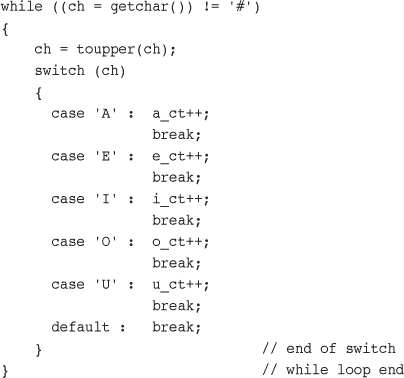 while ((ch = getchar()) != '#')
{
    ch = toupper(ch);
    switch (ch)
    {
      case 'A' :  a_ct++;
                  break;
      case 'E' :  e_ct++;
                  break;
      case 'I' :  i_ct++;
                  break;
      case 'O' :  o_ct++;
                  break;
      case 'U' :  u_ct++;
                  break;
      default :   break;
    }                          // end of switch
}                              // while loop end